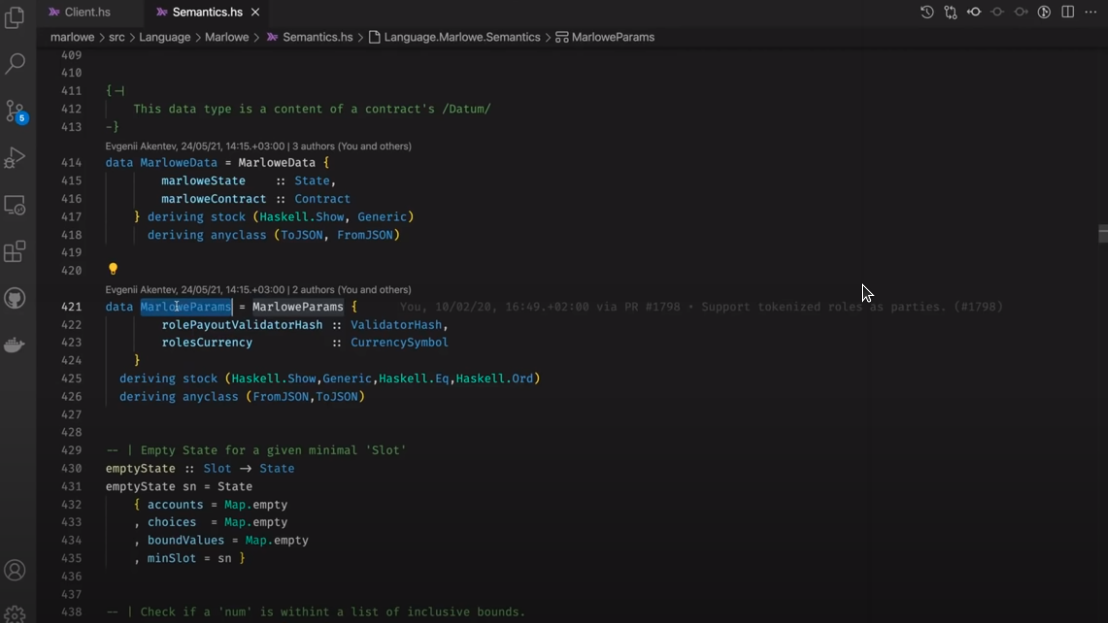 Client.hs Semantics.hs
marlowe > src > Language > Marlowe > Semantics.hs > Language.Marlowe.Semantics > MarloweParams
409
410
411 {-|
412 This data type is a content of a contract's /Datum/
413 -}
Evgenii Akentev, 24/05/21, 14:15.+03:00 | 3 authors (You and others)
414 data MarloweData = MarloweData {
415 marloweState :: State,
416 marloweContract :: Contract
417 } deriving stock (Haskell.Show, Generic)
418 deriving anyclass (ToJSON, FromJSON)
419
420
Evgenii Akentev, 24/05/21, 14:15.+03:00 | 2 authors (You and others)
421 data MarloweParams = MarloweParams { You, 10/02/20, 16:49.+02:00 via PR #1798 • Support tokenized roles as parties. (#1798)
422 rolePayoutValidatorHash :: ValidatorHash,
423 rolesCurrency :: CurrencySymbol
424 }
425 deriving stock (Haskell.Show,Generic,Haskell.Eq,Haskell.Ord)
426 deriving anyclass (FromJSON,ToJSON)
427
428
429 -- | Empty State for a given minimal 'Slot'
430 emptyState :: Slot → State
431 emptyState sn = State
432 { accounts = Map.empty
433 , choices = Map.empty
434 , boundValues = Map.empty
435 , minSlot = sn }
436
437
438 -- | Check if a 'num' is withint a list of inclusive bounds.
5